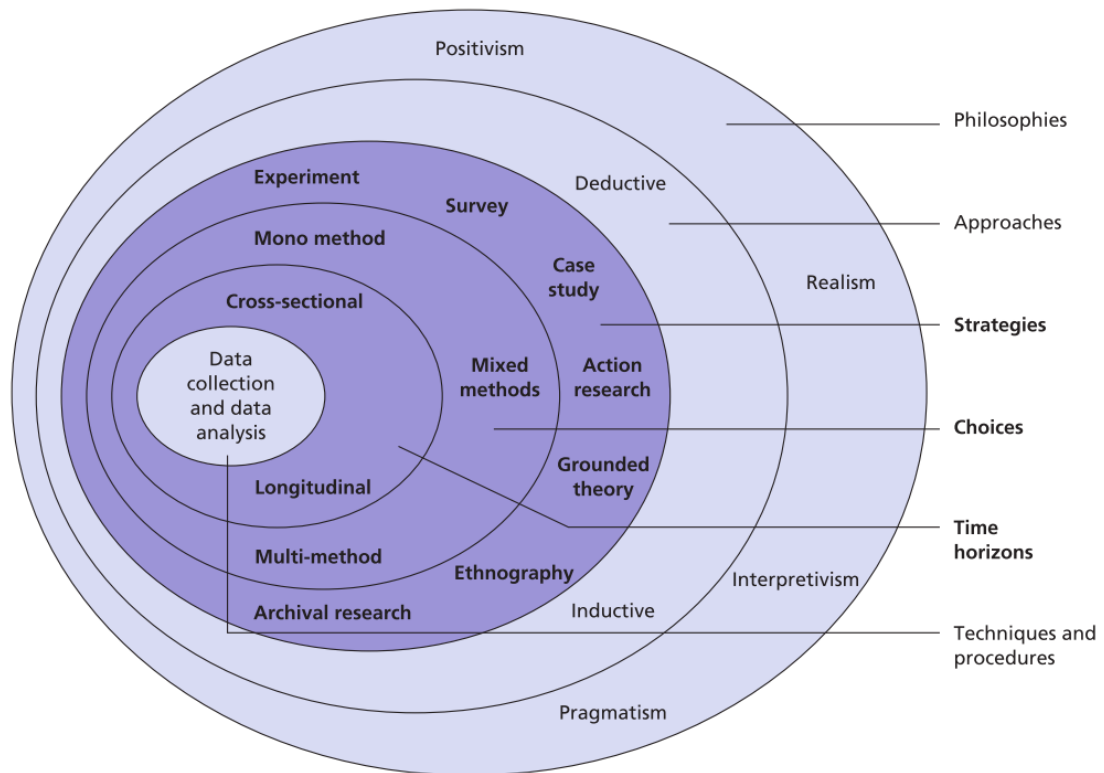 Positivism
Philosophies
Experiment
Deductive
Survey
Approaches
Mono method
Case
study
Realism
Cross-sectional
Strategies
Data
collection
and data
analysis
Mixed
methods
Action
research
Choices
Grounded
theory
Longitudinal
Time
horizons
Multi-method
Ethnography
Interpretivism
Archival research
Inductive
Techniques and
procedures
Pragmatism